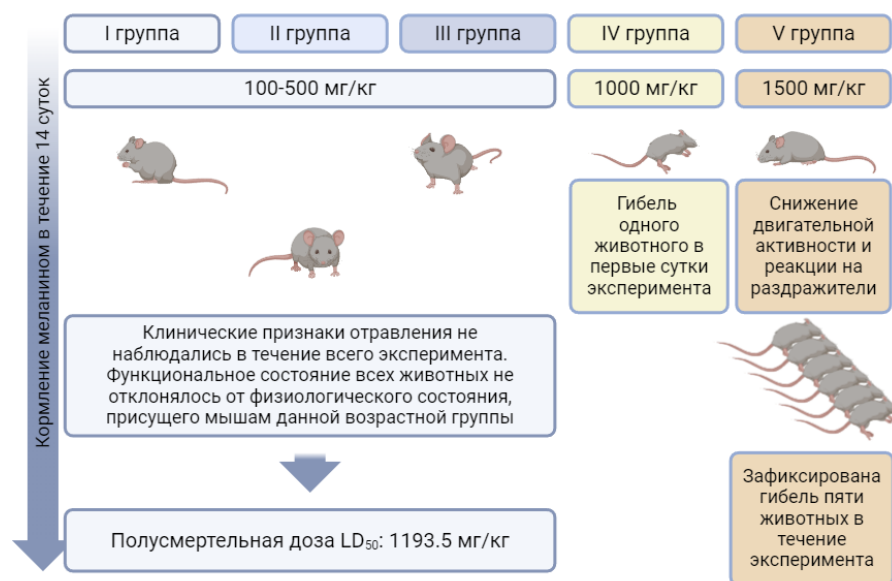 I группа
II группа
III группа
IV группа
V группа
100-500 мг/кг
1000 мг/кг
1500 мг/кг
Кормление меланином в течение 14 суток
Гибель
одного
животного в
первые сутки
эксперимента
Снижение
двигательной
активности и
реакции на
раздражители
Клинические признаки отравления не
наблюдались в течение всего эксперимента.
Функциональное состояние всех животных не
отклонялось от физиологического состояния,
присущего мышам данной возрастной группы
Зафиксирована
гибель пяти
животных в
течение
эксперимента
Полусмертельная доза LD₅₀: 1193.5 мг/кг